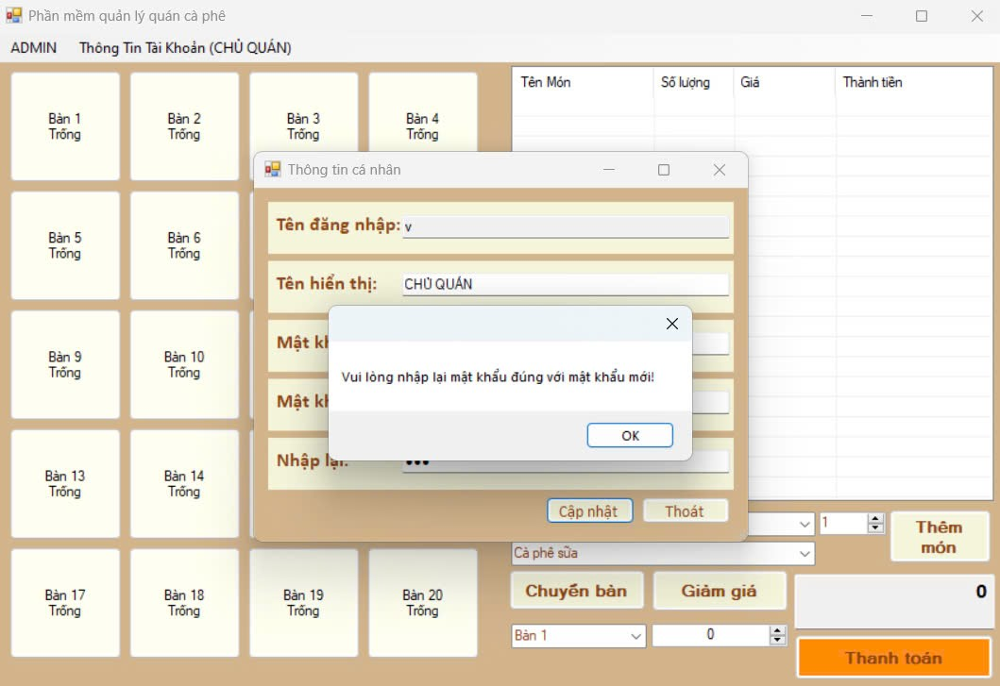 Phần mềm quản lý quán cà phê
ADMIN Thông Tin Tài Khoản (CHỦ QUÁN)
Bàn 1
Trống
Bàn 2
Trống
Bàn 3
Trống
Bàn 4
Trống
Bàn 5
Trống
Bàn 6
Trống
Bàn 9
Trống
Bàn 10
Trống
Bàn 13
Trống
Bàn 14
Trống
Bàn 17
Trống
Bàn 18
Trống
Bàn 19
Trống
Bàn 20
Trống
Tên Món Số lượng Giá Thành tiền
Thông tin cá nhân
Tên đăng nhập: v
Tên hiển thị: CHỦ QUÁN
Mật
Mật
Vui lòng nhập lại mật khẩu đúng với mật khẩu mới!
OK
Nhập lại:
Cập nhật Thoát
1
Thêm
món
Cà phê sữa
Chuyển bàn Giảm giá
0
Bàn 1 0
Thanh toán